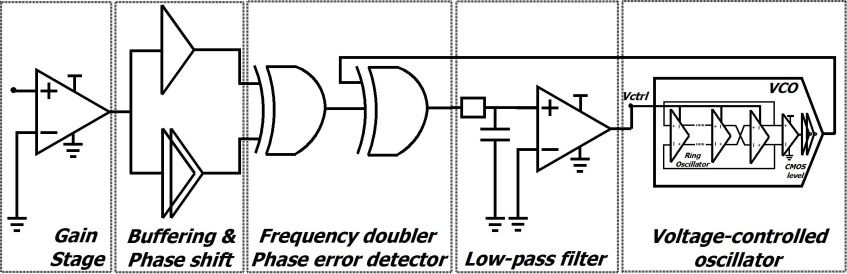 Vctrl
VCO
Ring
Oscillator
CMOS
level
Gain
Stage
Buffering &
Phase shift
Frequency doubler
Phase error detector
Low-pass filter
Voltage-controlled
oscillator